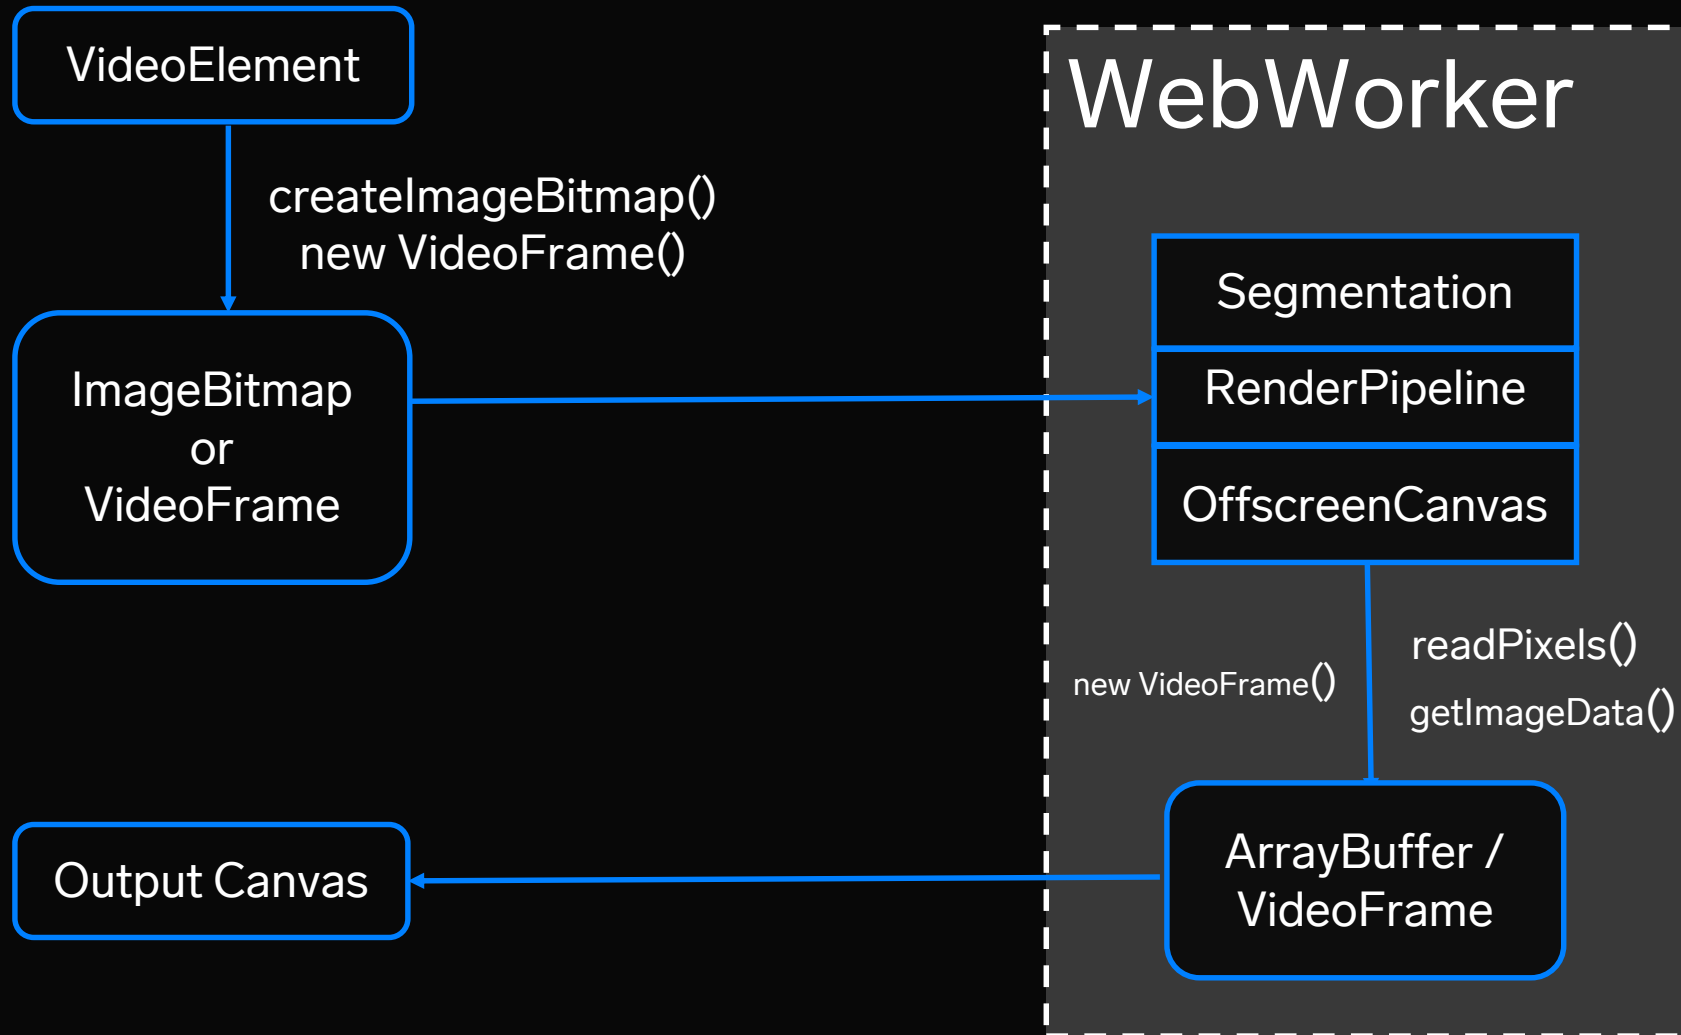 VideoElement
WebWorker
createImageBitmap()
new VideoFrame()
Segmentation
ImageBitmap
or
VideoFrame
RenderPipeline
OffscreenCanvas
new VideoFrame()
readPixels()
getImageData()
Output Canvas
ArrayBuffer /
VideoFrame